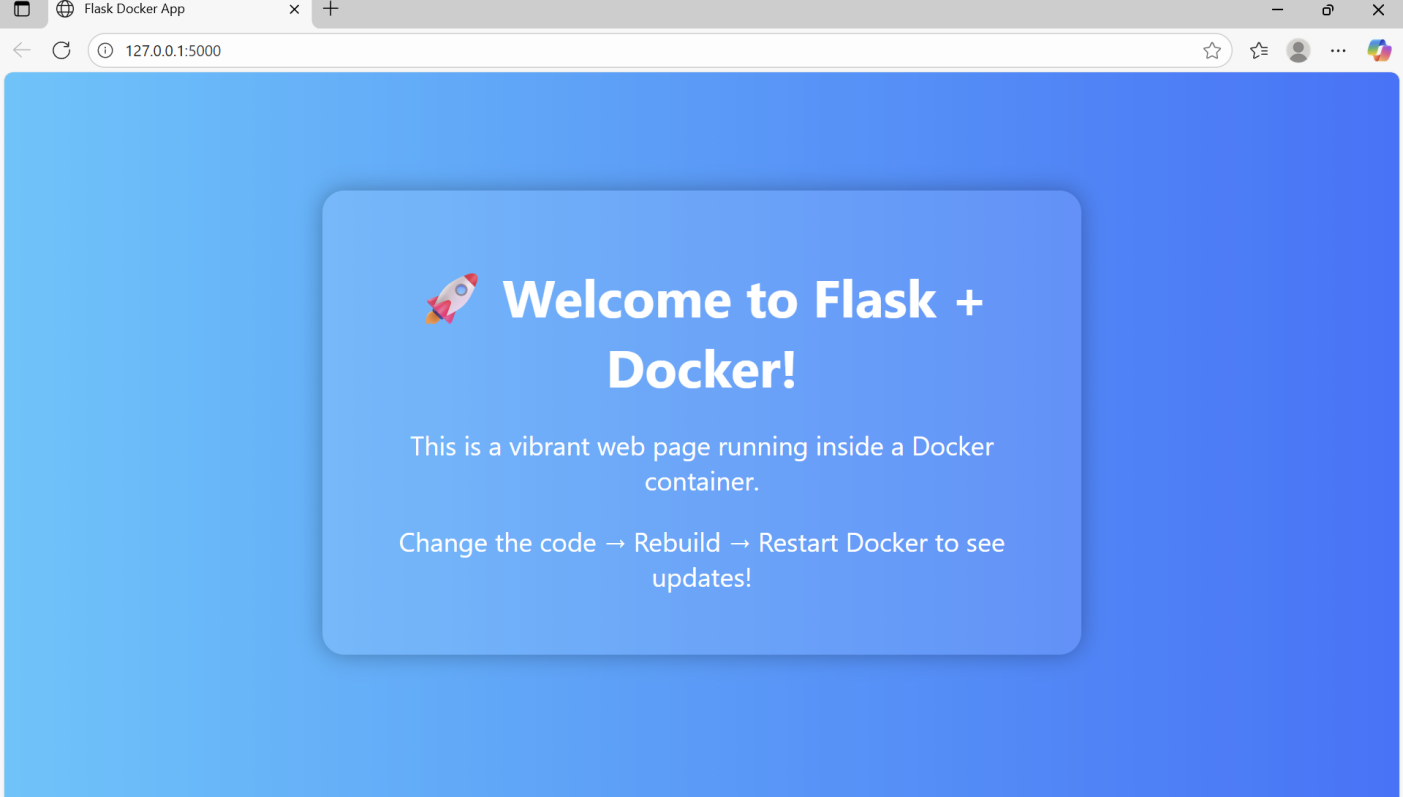 Flask Docker App
127.0.0.1:5000
🚀 Welcome to Flask +
Docker!
This is a vibrant web page running inside a Docker
container.
Change the code → Rebuild → Restart Docker to see
updates!